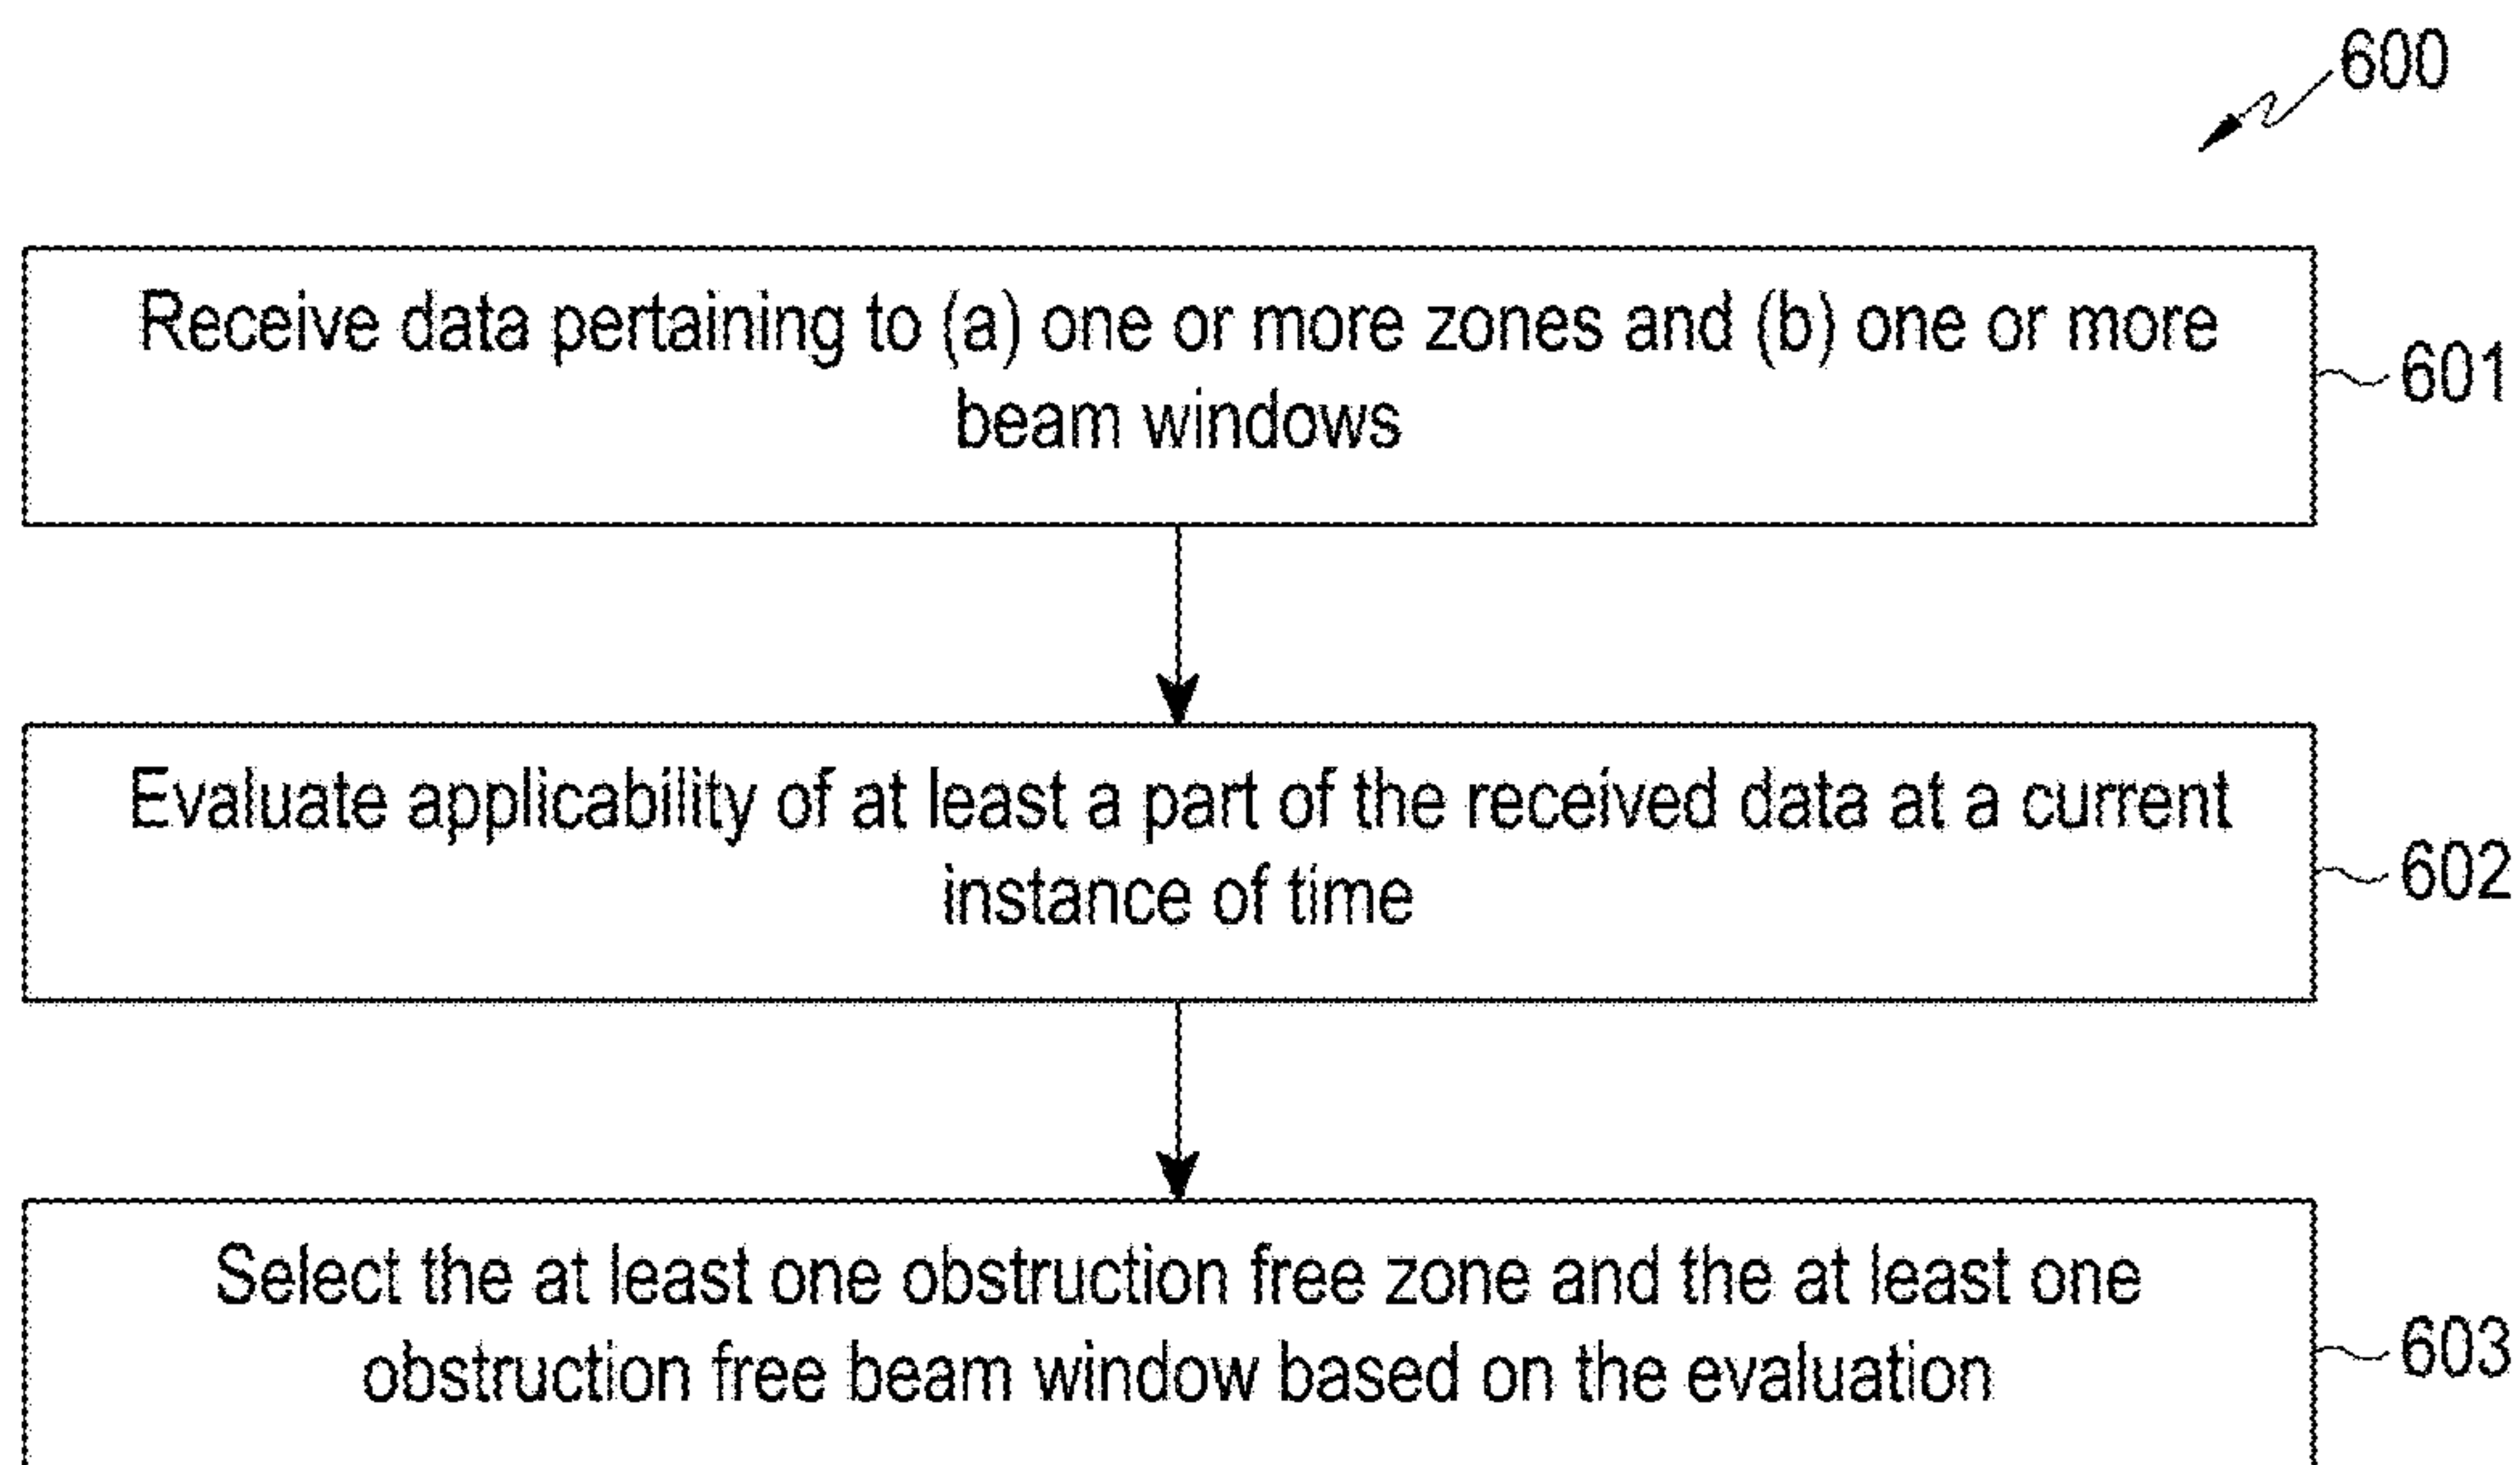 600
Receive data pertaining to (a) one or more zones and (b) one or more
beam windows
601
Evaluate applicability of at least a part of the received data at a current
instance of time
602
Select the at least one obstruction free zone and the at least one
obstruction free beam window based on the evaluation
603